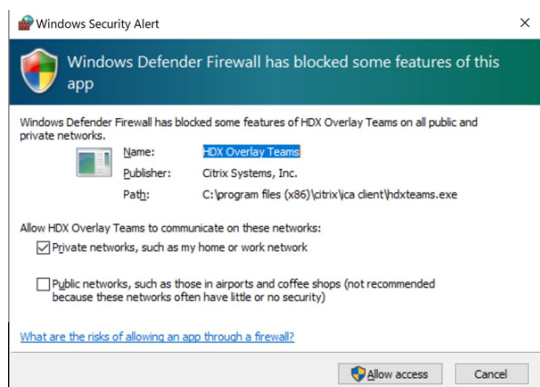 Windows Security Alert
Windows Defender Firewall has blocked some features of this
app
Windows Defender Firewall has blocked some features of HDX Overlay Teams on all public and
private networks.
Name: HDX Overlay Teams
Publisher: Citrix Systems, Inc.
Path: C:\program files (x86)\citrix\ica client\hdxteams.exe
Allow HDX Overlay Teams to communicate on these networks:
Private networks, such as my home or work network
Public networks, such as those in airports and coffee shops (not recommended
because these networks often have little or no security)
What are the risks of allowing an app through a firewall?
Allow access Cancel